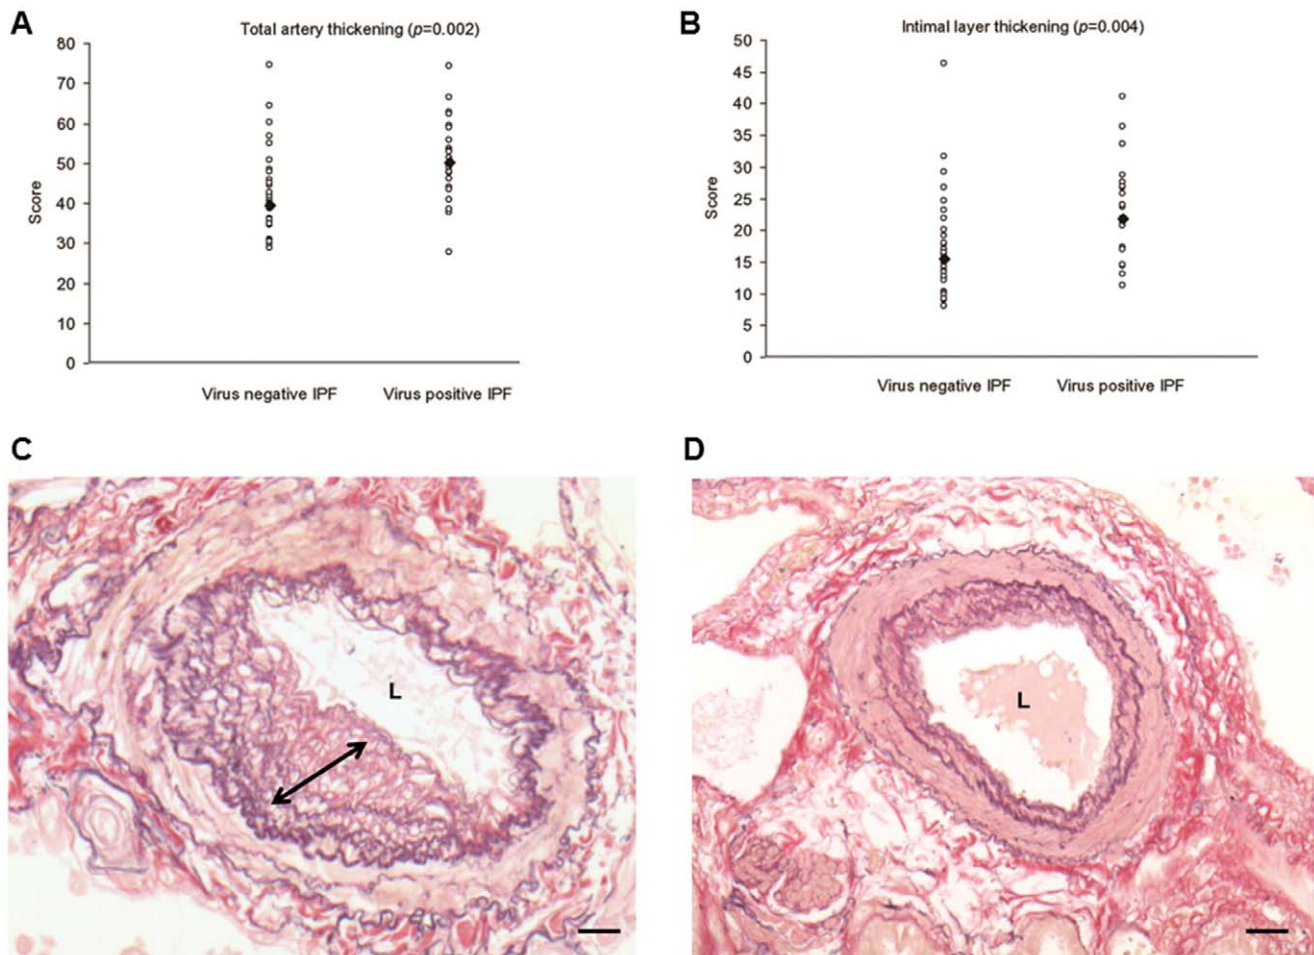 A
Total artery thickening (p=0.002)
80
70
60
50
40
30
20
10
0
Score
Virus negative IPF
Virus positive IPF
B
Intimal layer thickening (p=0.004)
50
45
40
35
30
25
20
15
10
5
0
Score
Virus negative IPF
Virus positive IPF
C
L
D
L